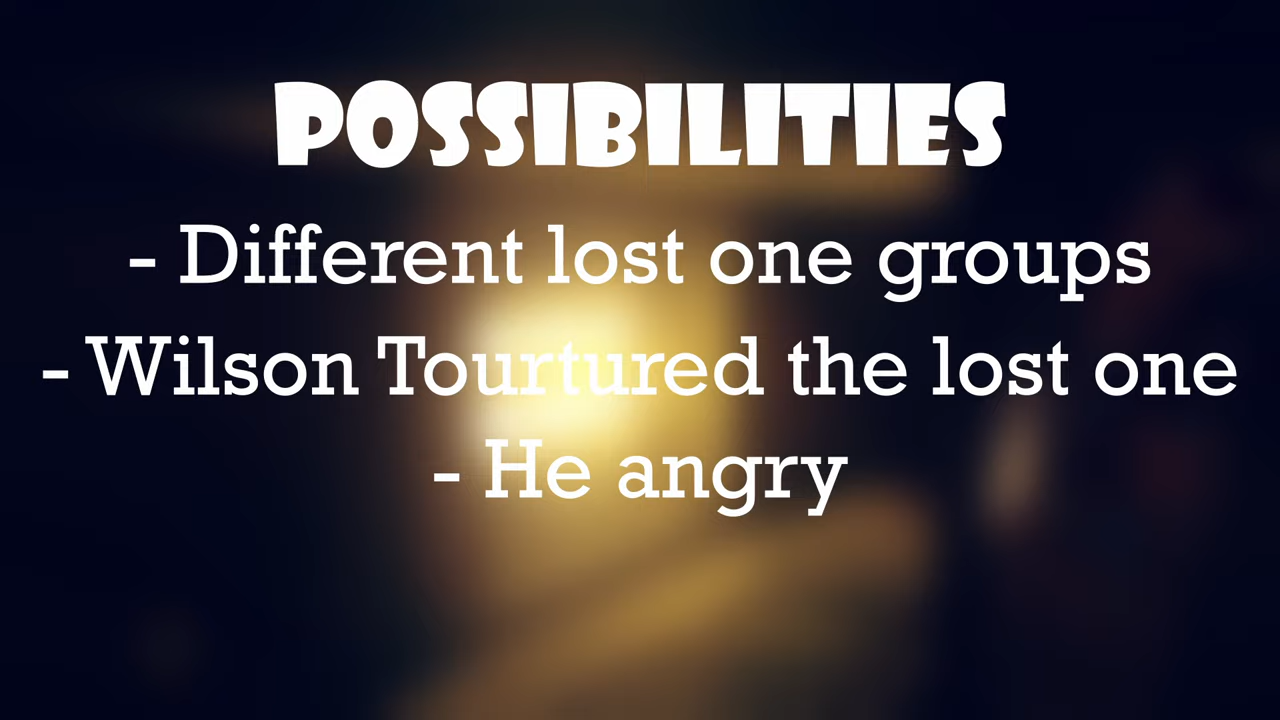 POSSIBILITIES
- Different lost one groups
- Wilson Tourtured the lost one
- He angry